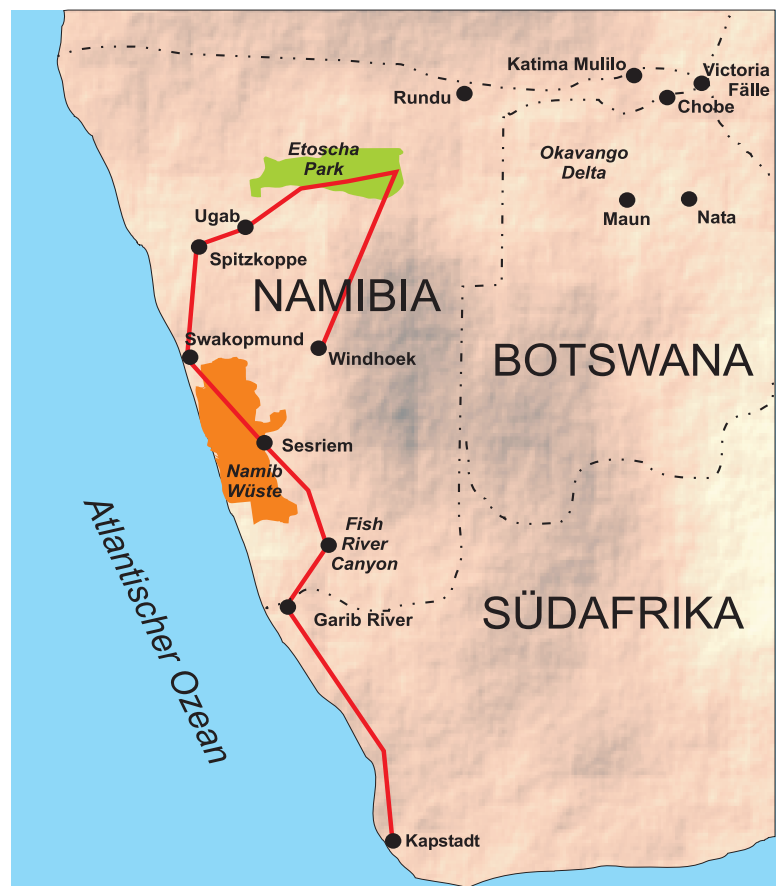 Katima Mulilo
Victoria
Fälle
Rundu
Chobe
Etoscha
Park
Okavango
Delta
Ugab
Maun
Nata
Spitzkoppe
NAMIBIA
Swakopmund
Windhoek
BOTSWANA
Sesriem
Namib
Wüste
Fish
River
Canyon
Atlantischer Ozean
Garib River
SÜDAFRIKA
Kapstadt